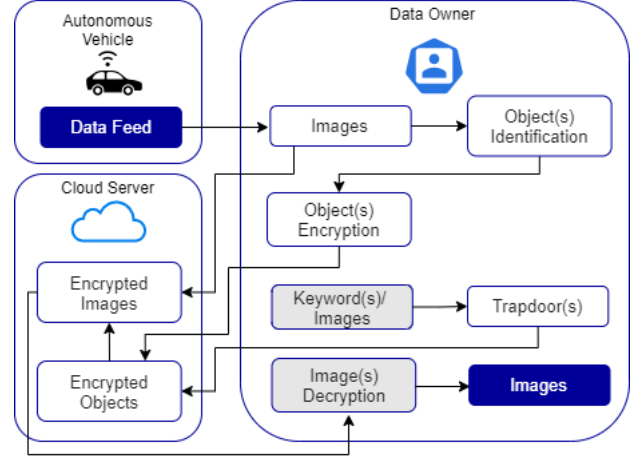 Autonomous
Vehicle
Data Feed
Data Owner
Images
Object(s)
Identification
Cloud Server
Object(s)
Encryption
Encrypted
Images
Keyword(s)/
Images
Trapdoor(s)
Encrypted
Objects
Image(s)
Decryption
Images